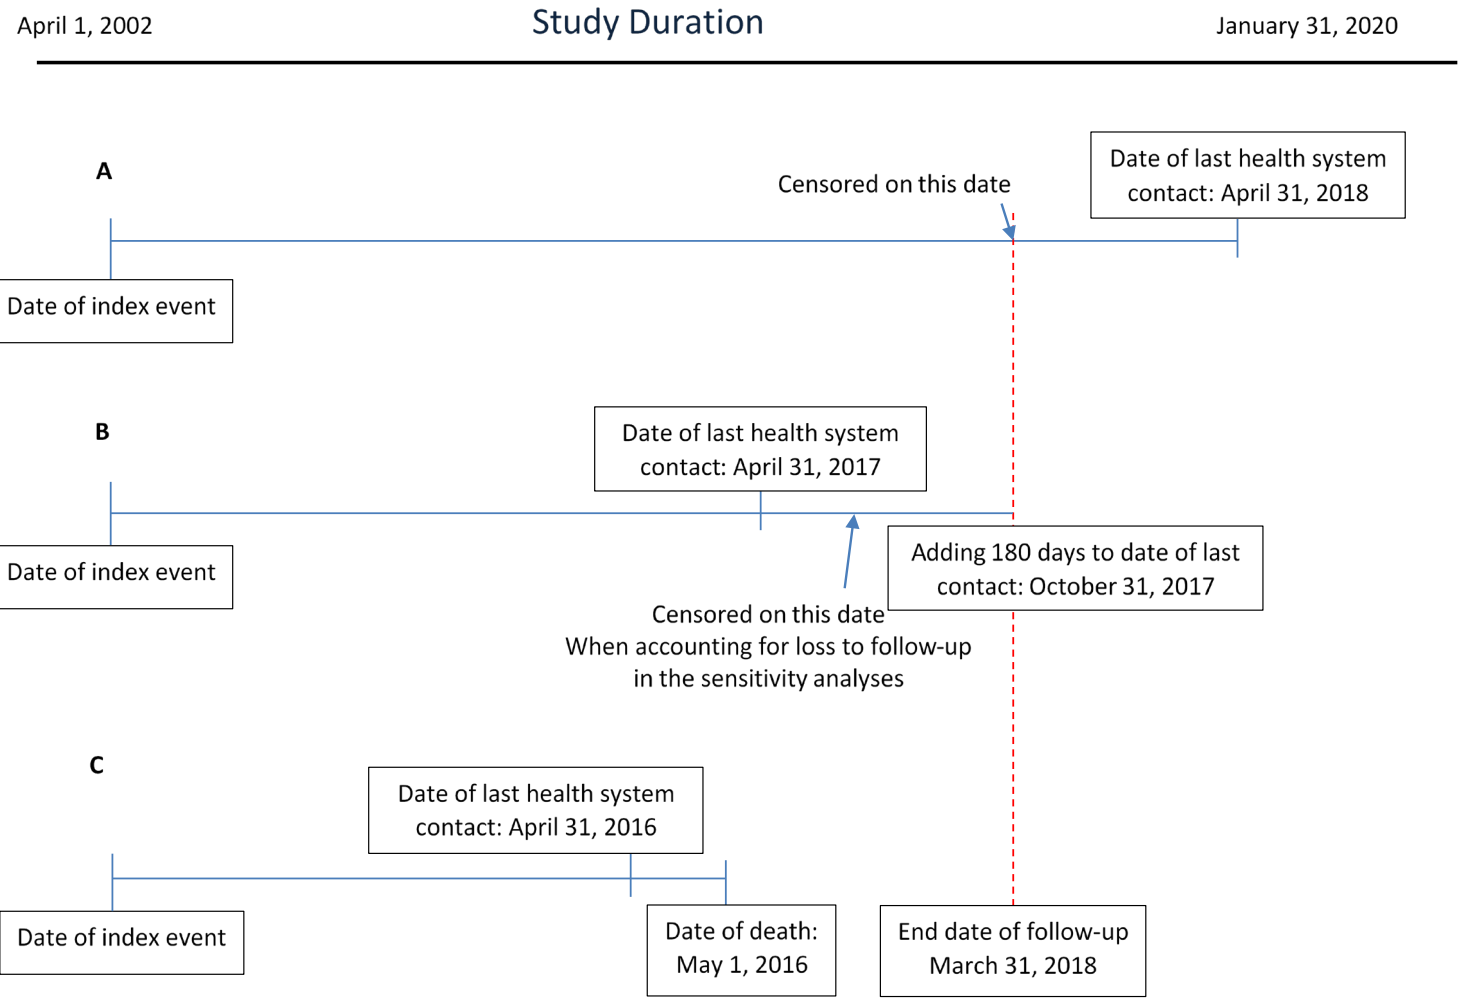 April 1, 2002
Study Duration
January 31, 2020
A
Censored on this date
Date of last health system
contact: April 31, 2018
Date of index event
B
Date of last health system
contact: April 31, 2017
Date of index event
Adding 180 days to date of last
contact: October 31, 2017
Censored on this date
When accounting for loss to follow-up
in the sensitivity analyses
C
Date of last health system
contact: April 31, 2016
Date of index event
Date of death:
May 1, 2016
End date of follow-up
March 31, 2018